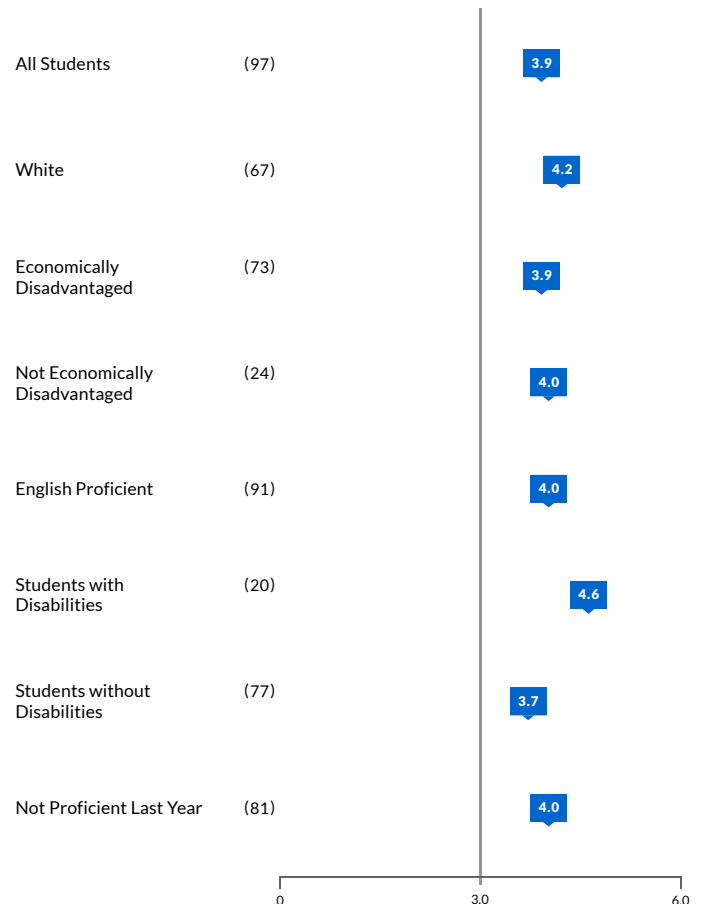 All Students (97) 3.9
White (67) 4.2
Economically (73) 3.9
Disadvantaged
Not Economically (24) 4.0
Disadvantaged
English Proficient (91) 4.0
Students with (20) 4.6
Disabilities
Students without (77) 3.7
Disabilities
Not Proficient Last Year (81) 4.0
0 3.0 6.0